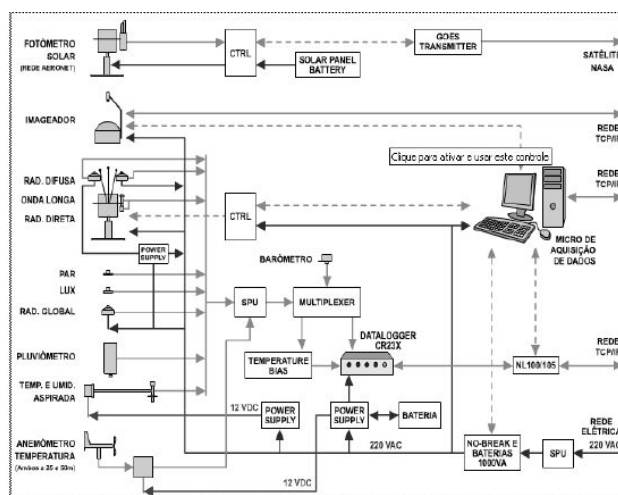 FOTÔMETRO
SOLAR
(REDE AERONET)
CTRL
GOES
TRANSMITTER
SOLAR PANEL
BATTERY
SATÉLITE
NASA
IMAGEADOR
REDE
TCP/IP
Clique para ativar e usar este controle
RAD. DIFUSA
ONDA LONGA
RAD. DIRETA
CTRL
REDE
TCP/IP
MICRO DE
AQUISIÇÃO
DE DADOS
POWER
SUPPLY
BARÔMETRO
PAR
LUX
RAD. GLOBAL
SPU
MULTIPLEXER
DATALOGGER
CR23X
TEMPERATURE
BIAS
NL100/105
REDE
TCP/IP
PLUVIÔMETRO
TEMP. E UMID.
ASPIRADA
12 VDC
POWER
SUPPLY
POWER
SUPPLY
BATERIA
REDE
ELÉTRICA
220 VAC
ANEMÔMETRO
TEMPERATURA
(Ambos a 25 e 50m)
220 VAC
NO-BREAK E
BATERIAS
1000VA
SPU
12 VDC